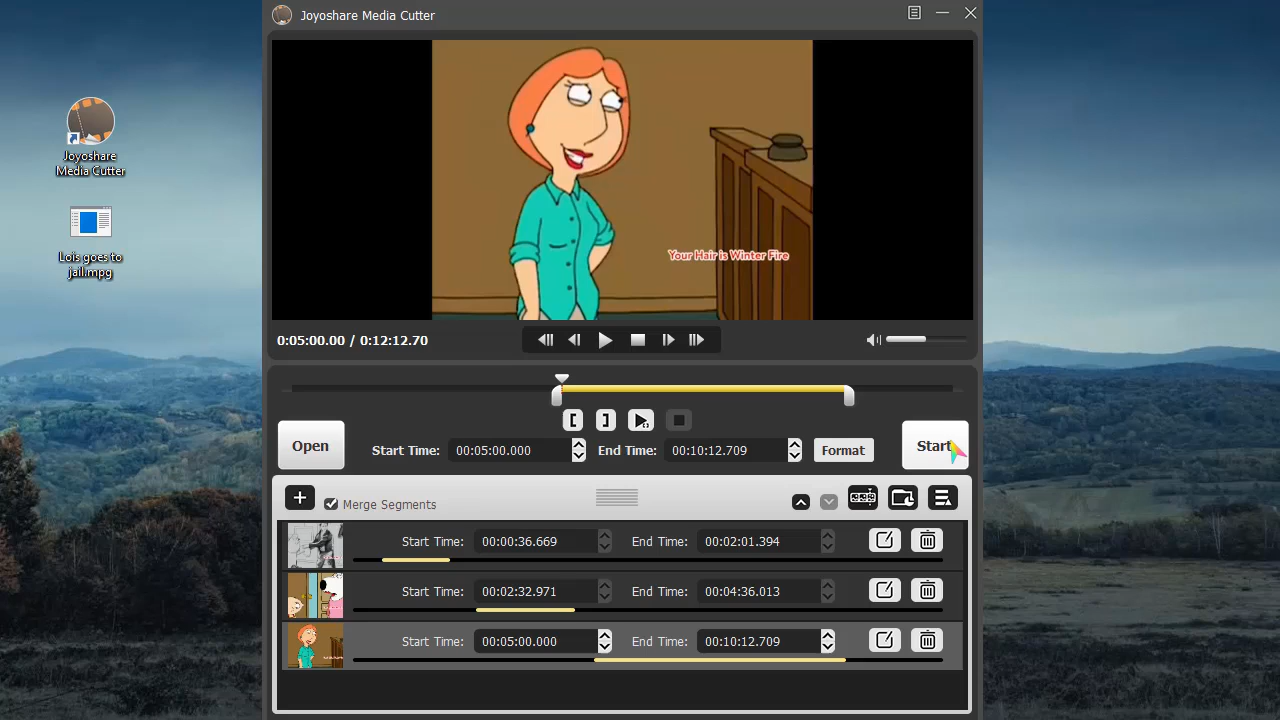 Joyoshare Media Cutter
Joyoshare
Media Cutter
Lois goes to
jail.mpg
Your Hair is Winter Fire
0:05:00.00 / 0:12:12.70
Open
Start Time: 00:05:00.000 End Time: 00:10:12.709 Format
Start
Merge Segments
Start Time: 00:00:36.669 End Time: 00:02:01.394
Start Time: 00:02:32.971 End Time: 00:04:36.013
Start Time: 00:05:00.000 End Time: 00:10:12.709